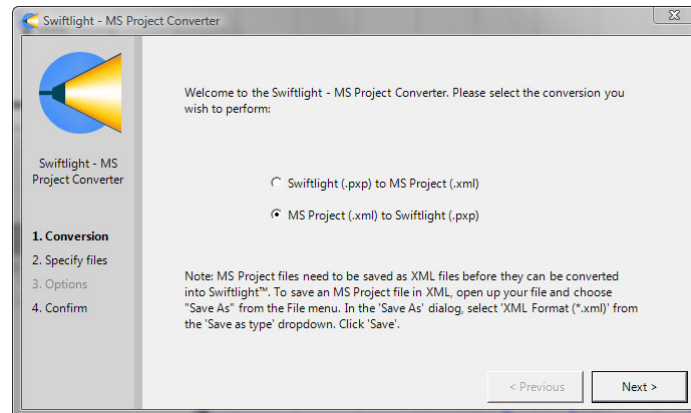 Swiftlight - MS Project Converter
Welcome to the Swiftlight - MS Project Converter. Please select the conversion you
wish to perform:
Swiftlight - MS
Project Converter
Swiftlight (.pxp) to MS Project (.xml)
MS Project (.xml) to Swiftlight (.pxp)
1. Conversion
2. Specify files
3. Options
4. Confirm
Note: MS Project files need to be saved as XML files before they can be converted
into Swiftlight™. To save an MS Project file in XML, open up your file and choose
"Save As" from the File menu. In the 'Save As' dialog, select 'XML Format (*.xml)' from
the 'Save as type' dropdown. Click 'Save'.
< Previous
Next >